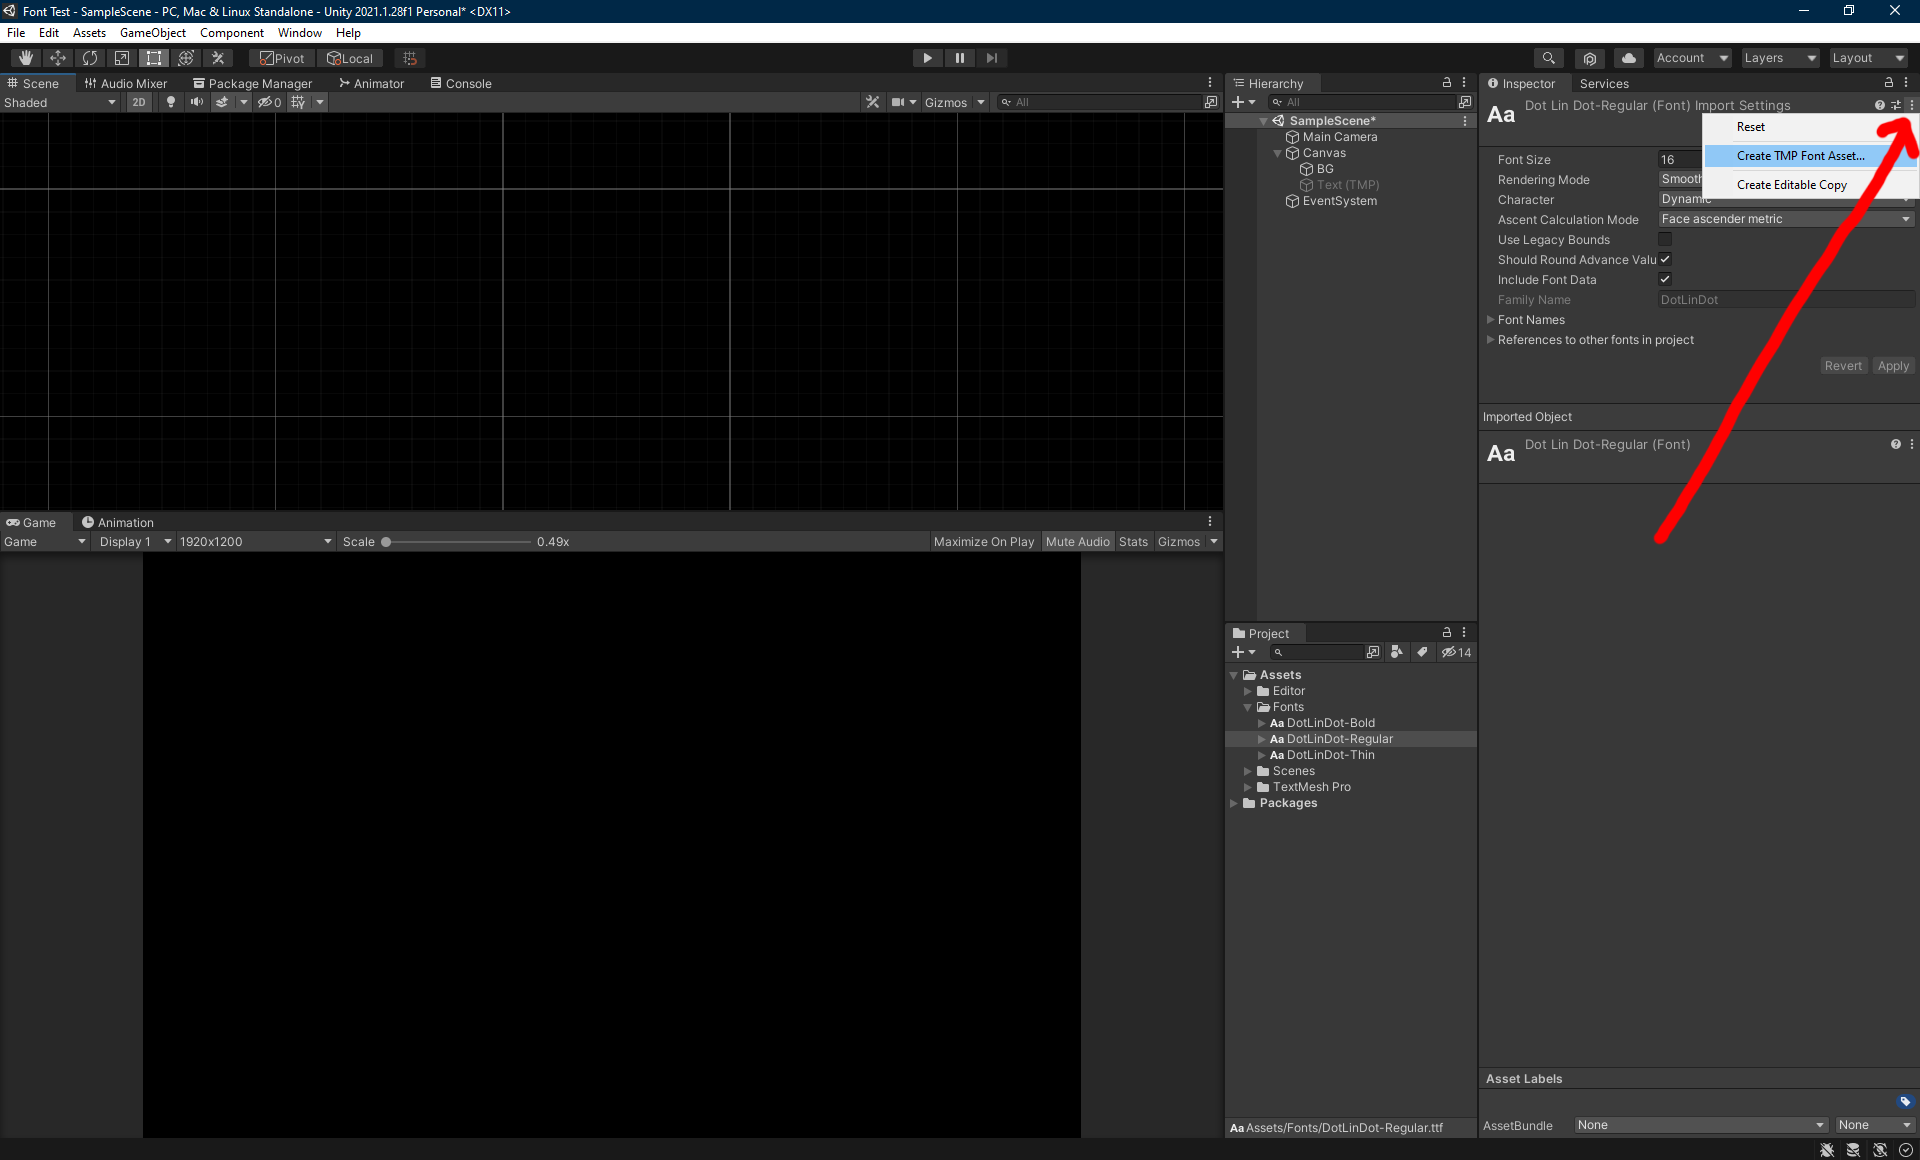 Font Test - SampleScene - PC, Mac & Linux Standalone - Unity 2021.1.28f1 Personal* <DX11>
File Edit Assets GameObject Component Window Help
Pivot Local Account Layers Layout
Scene Audio Mixer Package Manager Animator Console
Shaded 2D 0 Gizmos All
Hierarchy
All
SampleScene*
Main Camera
Canvas
BG
Text (TMP)
EventSystem
Inspector Services
Aa Dot Lin Dot-Regular (Font) Import Settings
Reset
Create TMP Font Asset...
Create Editable Copy
Font Size 16
Rendering Mode Smooth
Character Dynamic
Ascent Calculation Mode Face ascender metric
Use Legacy Bounds
Should Round Advance Valu
Include Font Data
Family Name DotLinDot
Font Names
References to other fonts in project
Revert Apply
Imported Object
Aa Dot Lin Dot-Regular (Font)
Game Animation
Game Display 1 1920x1200 Scale 0.49x Maximize On Play Mute Audio Stats Gizmos
Project
14
Assets
Editor
Fonts
Aa DotLinDot-Bold
Aa DotLinDot-Regular
Aa DotLinDot-Thin
Scenes
TextMesh Pro
Packages
Aa Assets/Fonts/DotLinDot-Regular.ttf
Asset Labels
AssetBundle None None